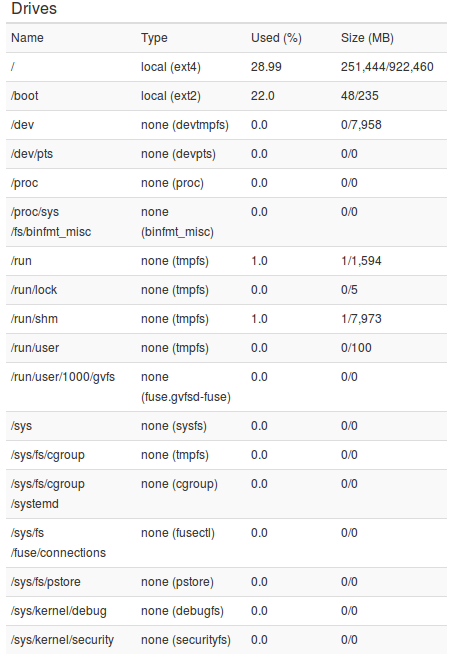 Drives
Name Type Used (%) Size (MB)
/ local (ext4) 28.99 251,444/922,460
/boot local (ext2) 22.0 48/235
/dev none (devtmpfs) 0.0 0/7,958
/dev/pts none (devpts) 0.0 0/0
/proc none (proc) 0.0 0/0
/proc/sys none 0.0 0/0
/fs/binfmt_misc (binfmt_misc)
/run none (tmpfs) 1.0 1/1,594
/run/lock none (tmpfs) 0.0 0/5
/run/shm none (tmpfs) 1.0 1/7,973
/run/user none (tmpfs) 0.0 0/100
/run/user/1000/gvfs none 0.0 0/0
(fuse.gvfsd-fuse)
/sys none (sysfs) 0.0 0/0
/sys/fs/cgroup none (tmpfs) 0.0 0/0
/sys/fs/cgroup none (cgroup) 0.0 0/0
/systemd
/sys/fs none (fusectl) 0.0 0/0
/fuse/connections
/sys/fs/pstore none (pstore) 0.0 0/0
/sys/kernel/debug none (debugfs) 0.0 0/0
/sys/kernel/security none (securityfs) 0.0 0/0